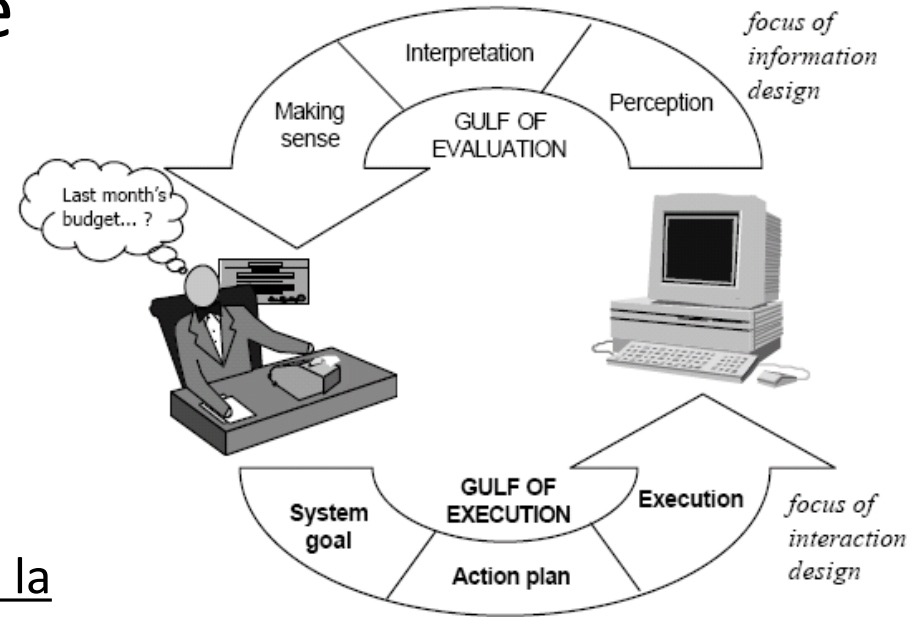 e
focus of
information
design
Interpretation
Perception
Making
sense
GULF OF
EVALUATION
Last month's
budget... ?
GULF OF
EXECUTION
System
goal
Action plan
Execution
focus of
interaction
design
la